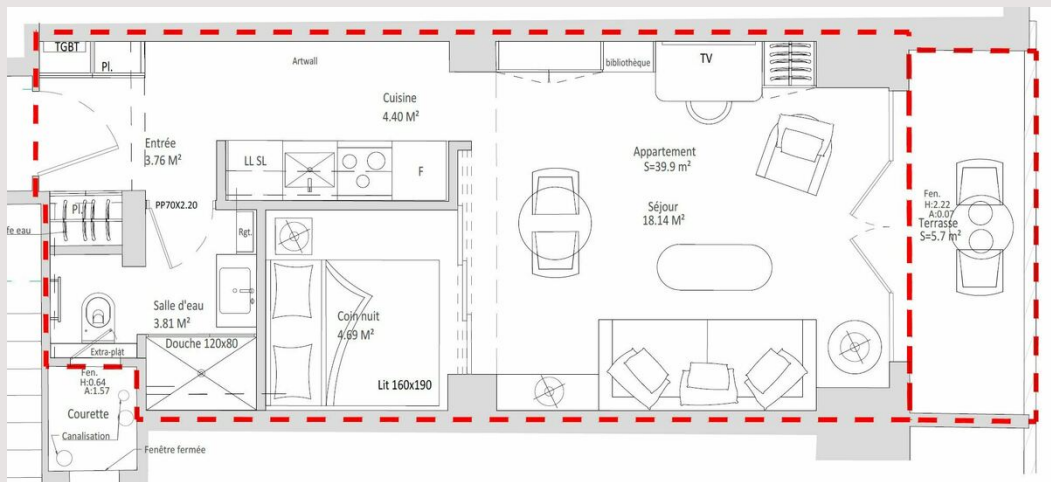 TGBT
Pl.
Artwall
bibliothèque
TV
Cuisine
4.40 M²
Entrée
3.76 M²
LL SL
F
Appartement
S=39.9 m²
Séjour
18.14 M²
Fen.
H:2.22
A:0.07
Terrasse
S=5.7 m²
Pl.
PP70X2.20
fe eau
Rgt.
Salle d'eau
3.81 M²
Coin nuit
4.69 M²
Douche 120x80
Extra-plat
Lit 160x190
Fen.
H:0.64
A:1.57
Courette
Canalisation
Fenêtre fermée